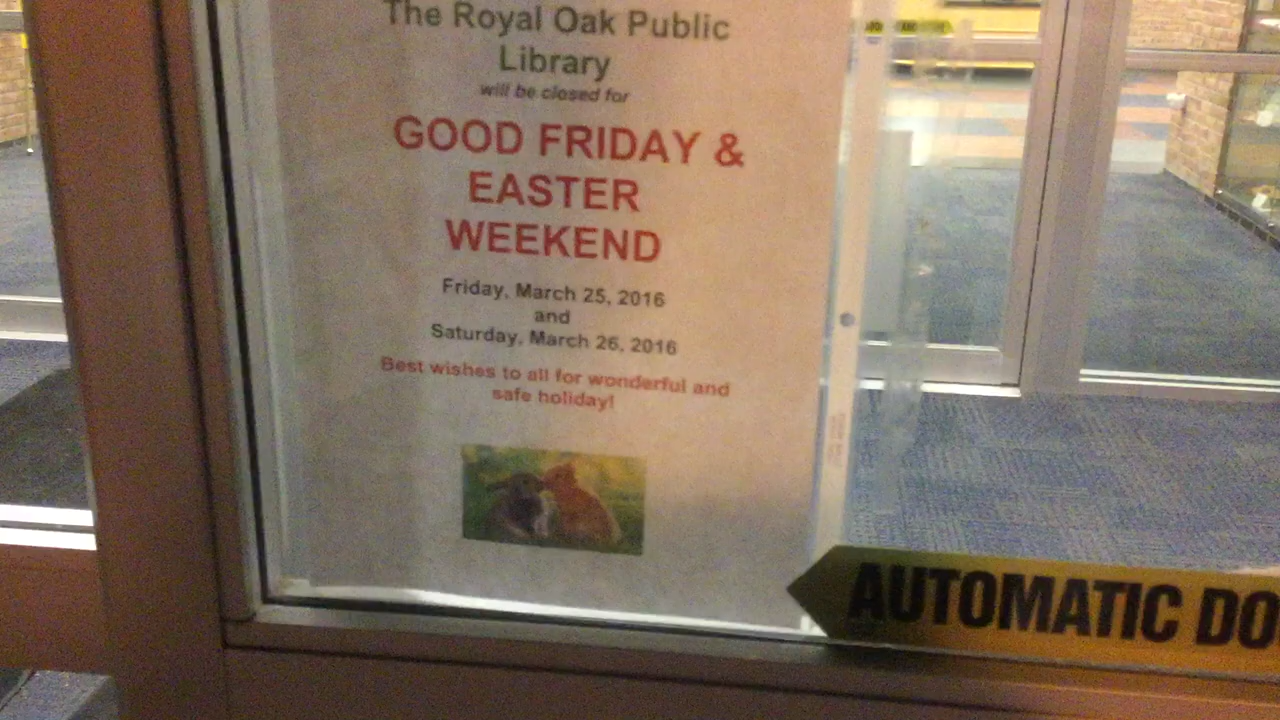 The Royal Oak Public
Library
will be closed for
GOOD FRIDAY &
EASTER
WEEKEND
Friday, March 25, 2016
and
Saturday, March 26, 2016
Best wishes to all for wonderful and
safe holiday!
AUTOMATIC DO